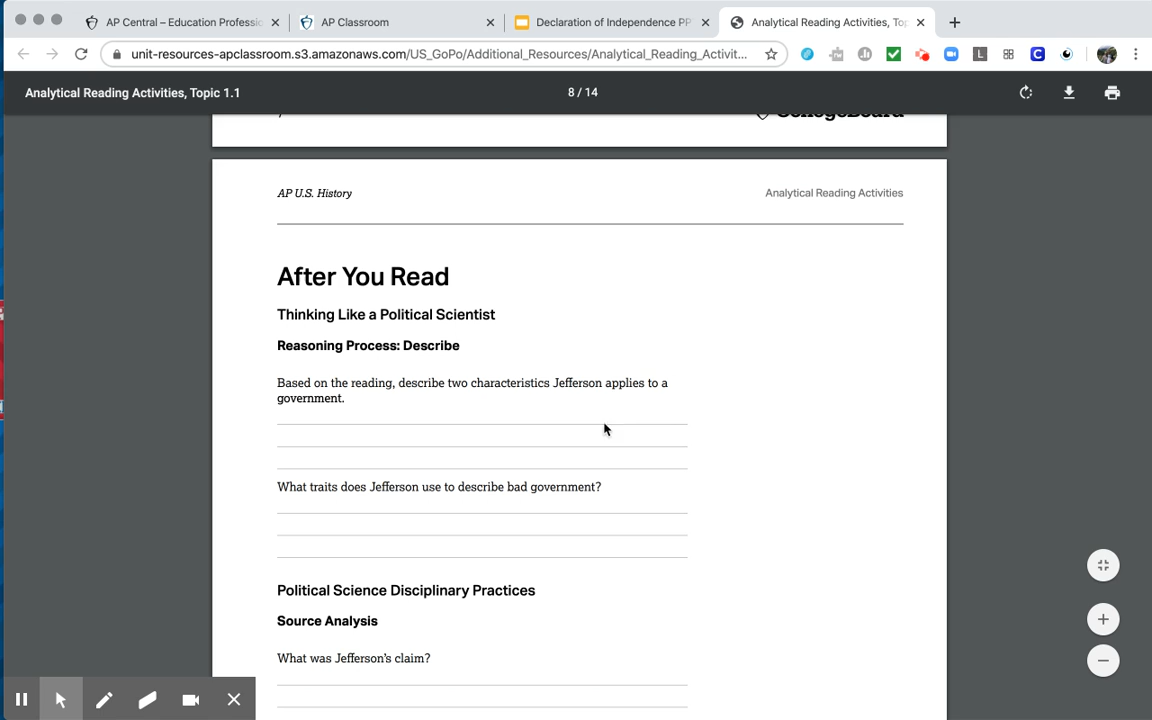 AP Central – Education Professio
AP Classroom
Declaration of Independence PP
Analytical Reading Activities, Top
unit-resources-apclassroom.s3.amazonaws.com/US_GoPo/Additional_Resources/Analytical_Reading_Activit...
L
C
Analytical Reading Activities, Topic 1.1
8 / 14
CollegeBoard
AP U.S. History
Analytical Reading Activities
After You Read
Thinking Like a Political Scientist
Reasoning Process: Describe
Based on the reading, describe two characteristics Jefferson applies to a
government.
What traits does Jefferson use to describe bad government?
Political Science Disciplinary Practices
Source Analysis
What was Jefferson's claim?